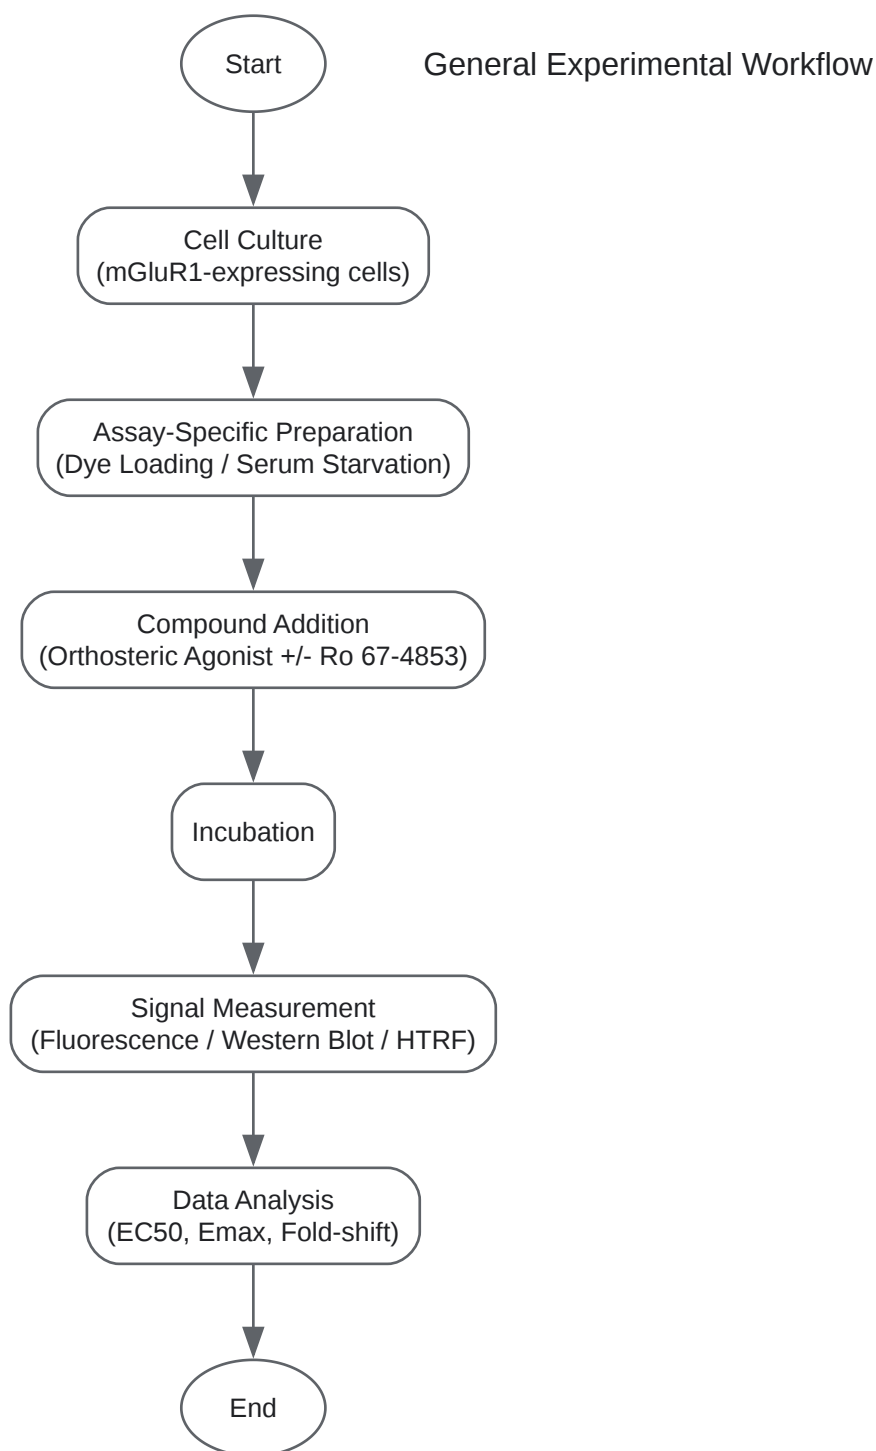 Start
General Experimental Workflow
Cell Culture
(mGluR1-expressing cells)
Assay-Specific Preparation
(Dye Loading / Serum Starvation)
Compound Addition
(Orthosteric Agonist +/- Ro 67-4853)
Incubation
Signal Measurement
(Fluorescence / Western Blot / HTRF)
Data Analysis
(EC50, Emax, Fold-shift)
End